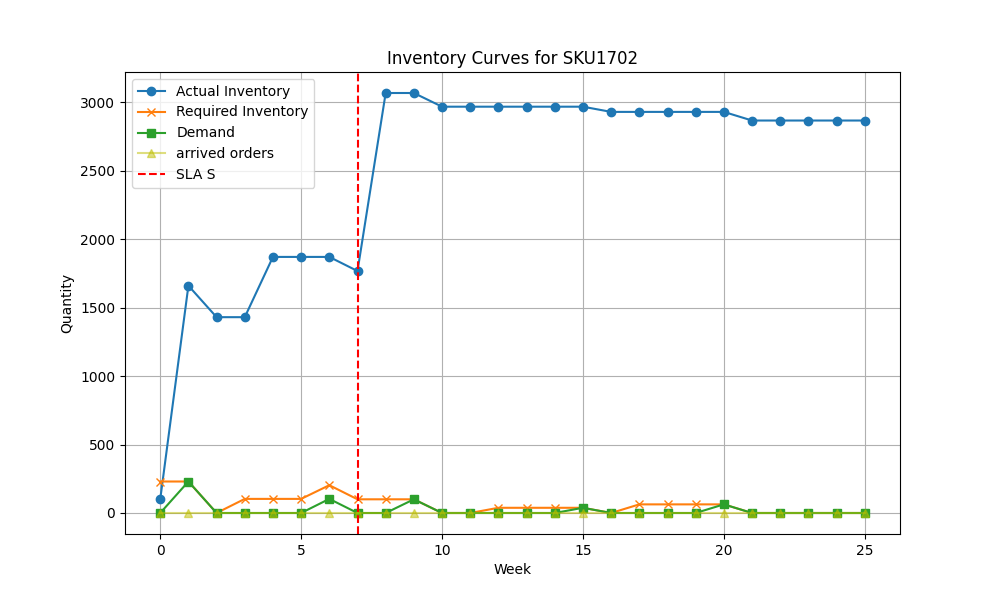 Inventory Curves for SKU1702
Actual Inventory
Required Inventory
Demand
arrived orders
SLA S
3000
2500
2000
1500
1000
500
0
Quantity
0 5 10 15 20 25
Week